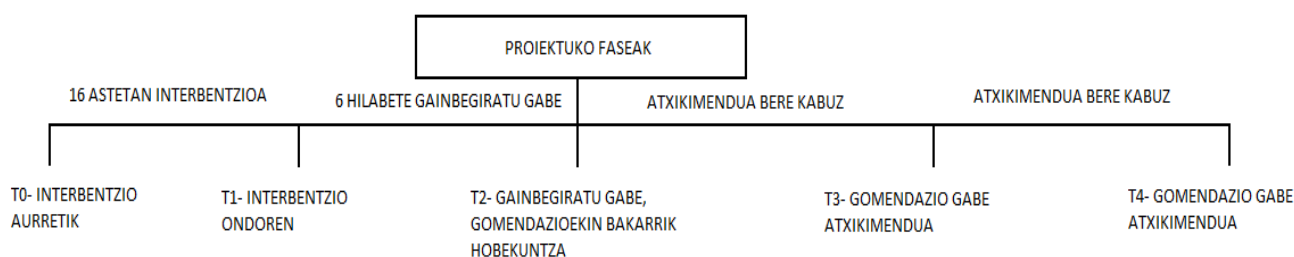 PROIEKTUKO FASEAK
16 ASTETAN INTERBENTZIOA
6 HILABETE GAINBEGIRATU GABE
ATXIKIMENDUA BERE KABUZ
ATXIKIMENDUA BERE KABUZ
T0- INTERBENTZIO
AURRETIK
T1- INTERBENTZIO
ONDOREN
T2- GAINBEGIRATU GABE,
GOMENDAZIOEKIN BAKARRIK
HOBEKUNTZA
T3- GOMENDAZIO GABE
ATXIKIMENDUA
T4- GOMENDAZIO GABE
ATXIKIMENDUA